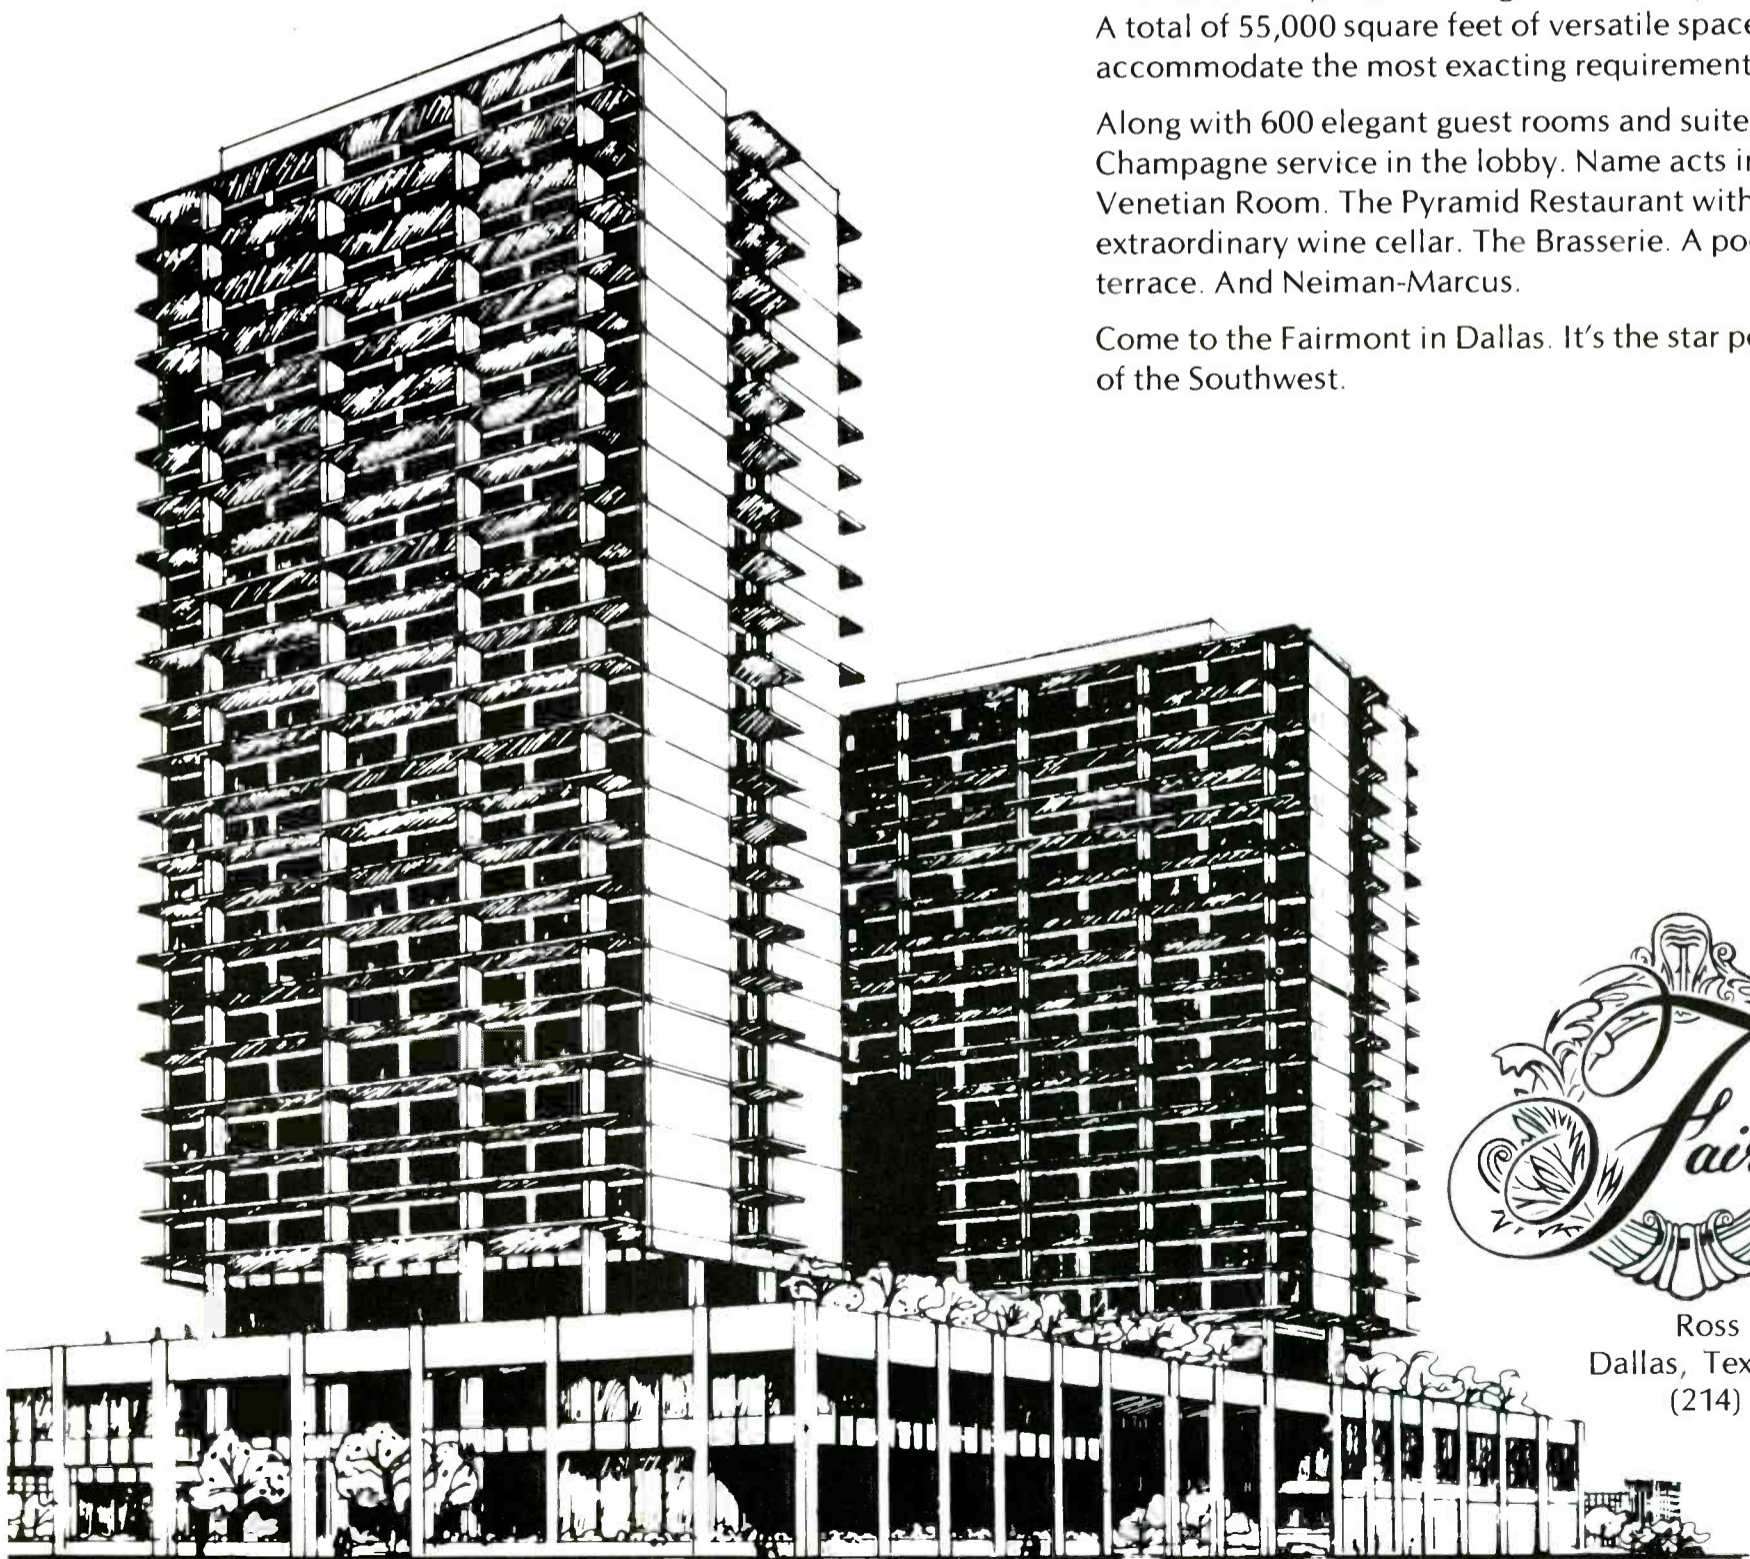 A total of 55,000 square feet of versatile space
accommodate the most exacting requirement
Along with 600 elegant guest rooms and suite
Champagne service in the lobby. Name acts in
Venetian Room. The Pyramid Restaurant with
extraordinary wine cellar. The Brasserie. A po
terrace. And Neiman-Marcus.
Come to the Fairmont in Dallas. It's the star pe
of the Southwest.
Fair
Ross
Dallas, Tex
(214)